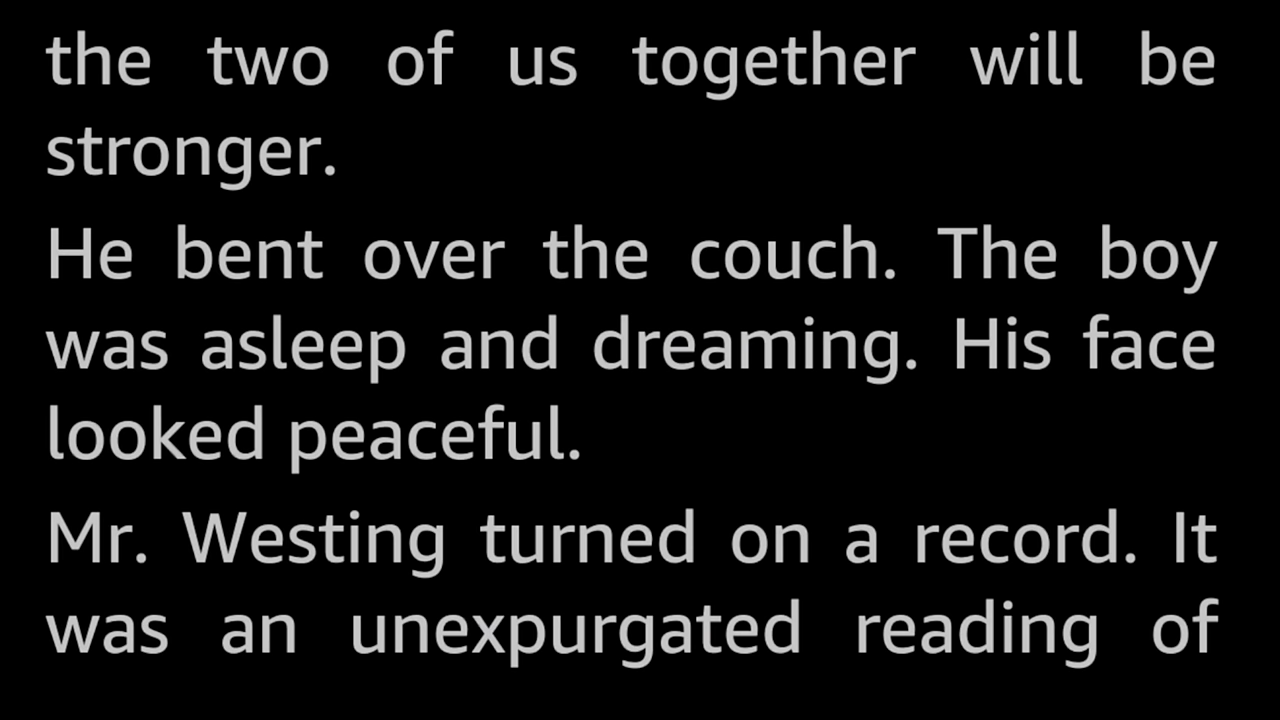 the two of us together will be
stronger.
He bent over the couch. The boy
was asleep and dreaming. His face
looked peaceful.
Mr. Westing turned on a record. It
was an unexpurgated reading of